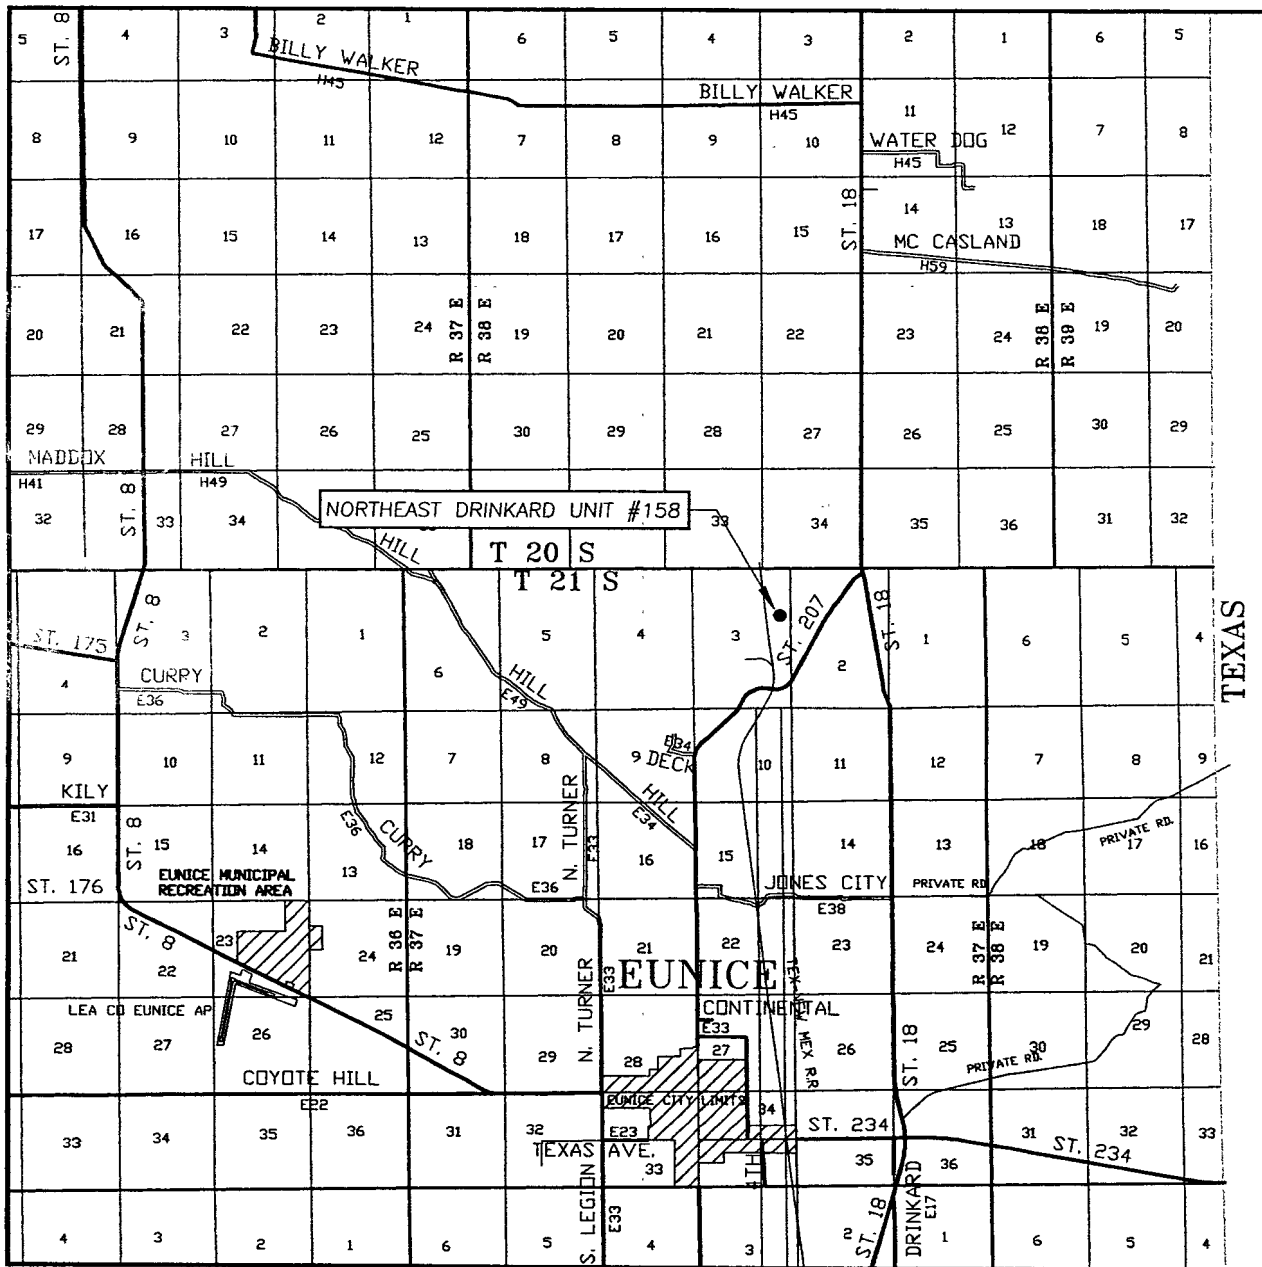 5 4 3 2 1 6 5 4 3 2 1 6 5
ST. 8
BILLY WALKER
H45
BILLY WALKER
H45
8 9 10 11 12 7 8 9 10 11 12 7 8
WATER DOG
H45
17 16 15 14 13 18 17 16 15 14 13 18 17
ST. 18
MC CASLAND
H59
20 21 22 23 24 19 20 21 22 23 24 19 20
R 37 E
R 38 E
R 38 E
R 39 E
29 28 27 26 25 30 29 28 27 26 25 30 29
MADDOX HILL
H41 H49
32 33 34 33 34 35 36 31 32
ST. 8
NORTHEAST DRINKARD UNIT #158
HILL
T 20 S
T 21 S
TEXAS
ST. 8
ST. 175
3 2 1 5 4 3 1 6 5 4
ST. 207
ST. 18
4 6 2
CURRY
E36
HILL
E49
9 10 11 12 7 8 9 10 11 12 7 8 9
E34
DECK
KILY
E31
ST. 8
HILL
E34
E36
CURRY
N. TURNER
E33
16 15 14 13 18 17 16 15 14 13 18 17 16
PRIVATE RD.
EUNICE MUNICIPAL
RECREATION AREA
ST. 176
E36
JONES CITY
E38
PRIVATE RD
ST. 8
R 36 E
R 37 E
R 37 E
R 38 E
21 22 23 24 19 20 21 22 23 24 19 20 21
EUNICE
E33
N. TURNER
CONTINENTAL
E33
TEX-NEW MEX R.R.
LEA CO EUNICE AP
28 27 26 25 30 29 28 27 26 25 30 29 28
ST. 8
ST. 18
PRIVATE RD.
COYOTE HILL
E22
EUNICE CITY LIMITS
33 34 35 36 31 32 33 34 35 36 31 32 33
E23
TEXAS AVE.
ST. 234
ST. 234
4TH
S. LEGION
E33
ST. 18
DRINKARD
E17
4 3 2 1 6 5 4 3 2 1 6 5 4